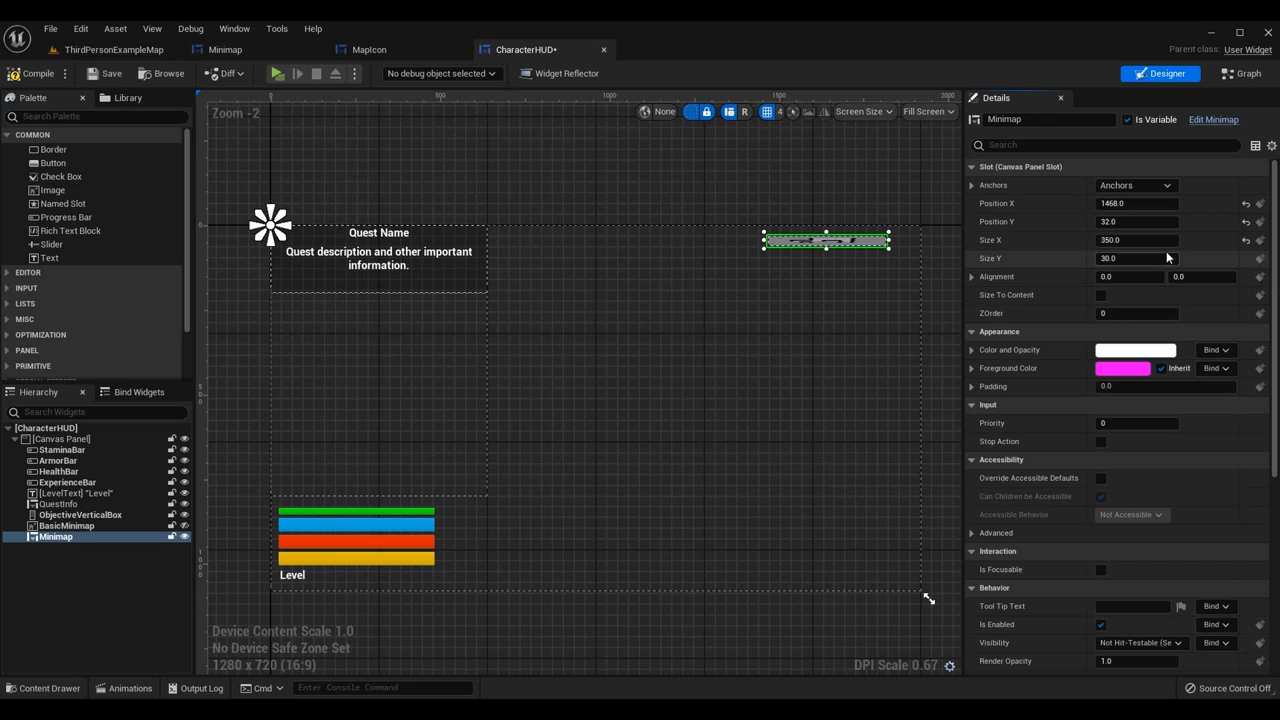 File Edit Asset View Debug Window Tools Help
ThirdPersonExampleMap Minimap MapIcon CharacterHUD•
Parent class: User Widget
Compile Save Browse Diff No debug object selected Widget Reflector Designer Graph
Palette Library
Search Palette
COMMON
Border
Button
Check Box
Image
Named Slot
Progress Bar
Rich Text Block
Slider
Text
EDITOR
INPUT
LISTS
MISC
OPTIMIZATION
PANEL
PRIMITIVE
Hierarchy Bind Widgets
Search Widgets
[CharacterHUD]
[Canvas Panel]
StaminaBar
ArmorBar
HealthBar
ExperienceBar
[LevelText] "Level"
QuestInfo
ObjectiveVerticalBox
BasicMinimap
Minimap
0 500 1000 1500 2000
Zoom -2
None R 4 Screen Size Fill Screen
0
Quest Name
Quest description and other important
information.
Level
Device Content Scale 1.0
No Device Safe Zone Set
1280 x 720 (16:9)
DPI Scale 0.67
Details
Minimap Is Variable Edit Minimap
Search
Slot (Canvas Panel Slot)
Anchors Anchors
Position X 1468.0
Position Y 32.0
Size X 350.0
Size Y 30.0
Alignment 0.0 0.0
Size To Content
ZOrder 0
Appearance
Color and Opacity Bind
Foreground Color Inherit Bind
Padding 0.0
Input
Priority 0
Stop Action
Accessibility
Override Accessible Defaults
Can Children be Accessible
Accessible Behavior Not Accessible
Advanced
Interaction
Is Focusable
Behavior
Tool Tip Text Bind
Is Enabled Bind
Visibility Not Hit-Testable (Se Bind
Render Opacity 1.0
Content Drawer Animations Output Log Cmd Enter Console Command Source Control Off